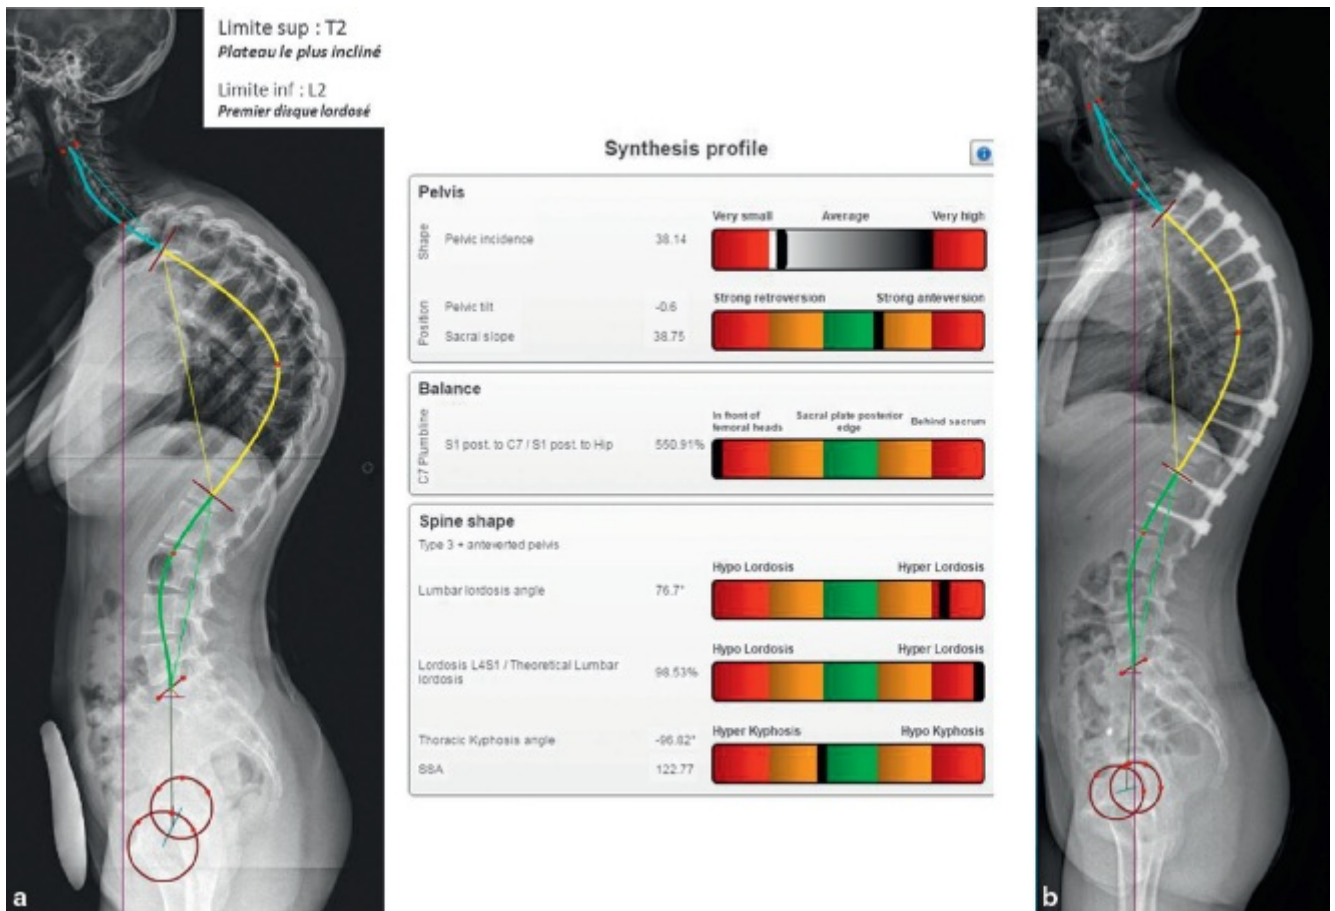 Limite sup : T2
Plateau le plus incliné
Limite inf : L2
Premier disque lordosé
Synthesis profile
Pelvis
Shape
Very small Average Very high
Pelvic incidence 38.14
Position
Strong retroversion Strong anteversion
Pelvic tilt -0.6
Sacral slope 38.75
Balance
C7 Plumbline
In front of femoral heads
Sacral plate posterior edge
Behind sacrum
S1 post. to C7 / S1 post. to Hip 550.91%
Spine shape
Type 3 + anteverted pelvis
Hypo Lordosis Hyper Lordosis
Lumbar lordosis angle 76.7°
Hypo Lordosis Hyper Lordosis
Lordosis L4S1 / Theoretical Lumbar
lordosis
98.53%
Hyper Kyphosis Hypo Kyphosis
Thoracic Kyphosis angle -96.82°
SSA 122.77
a
b